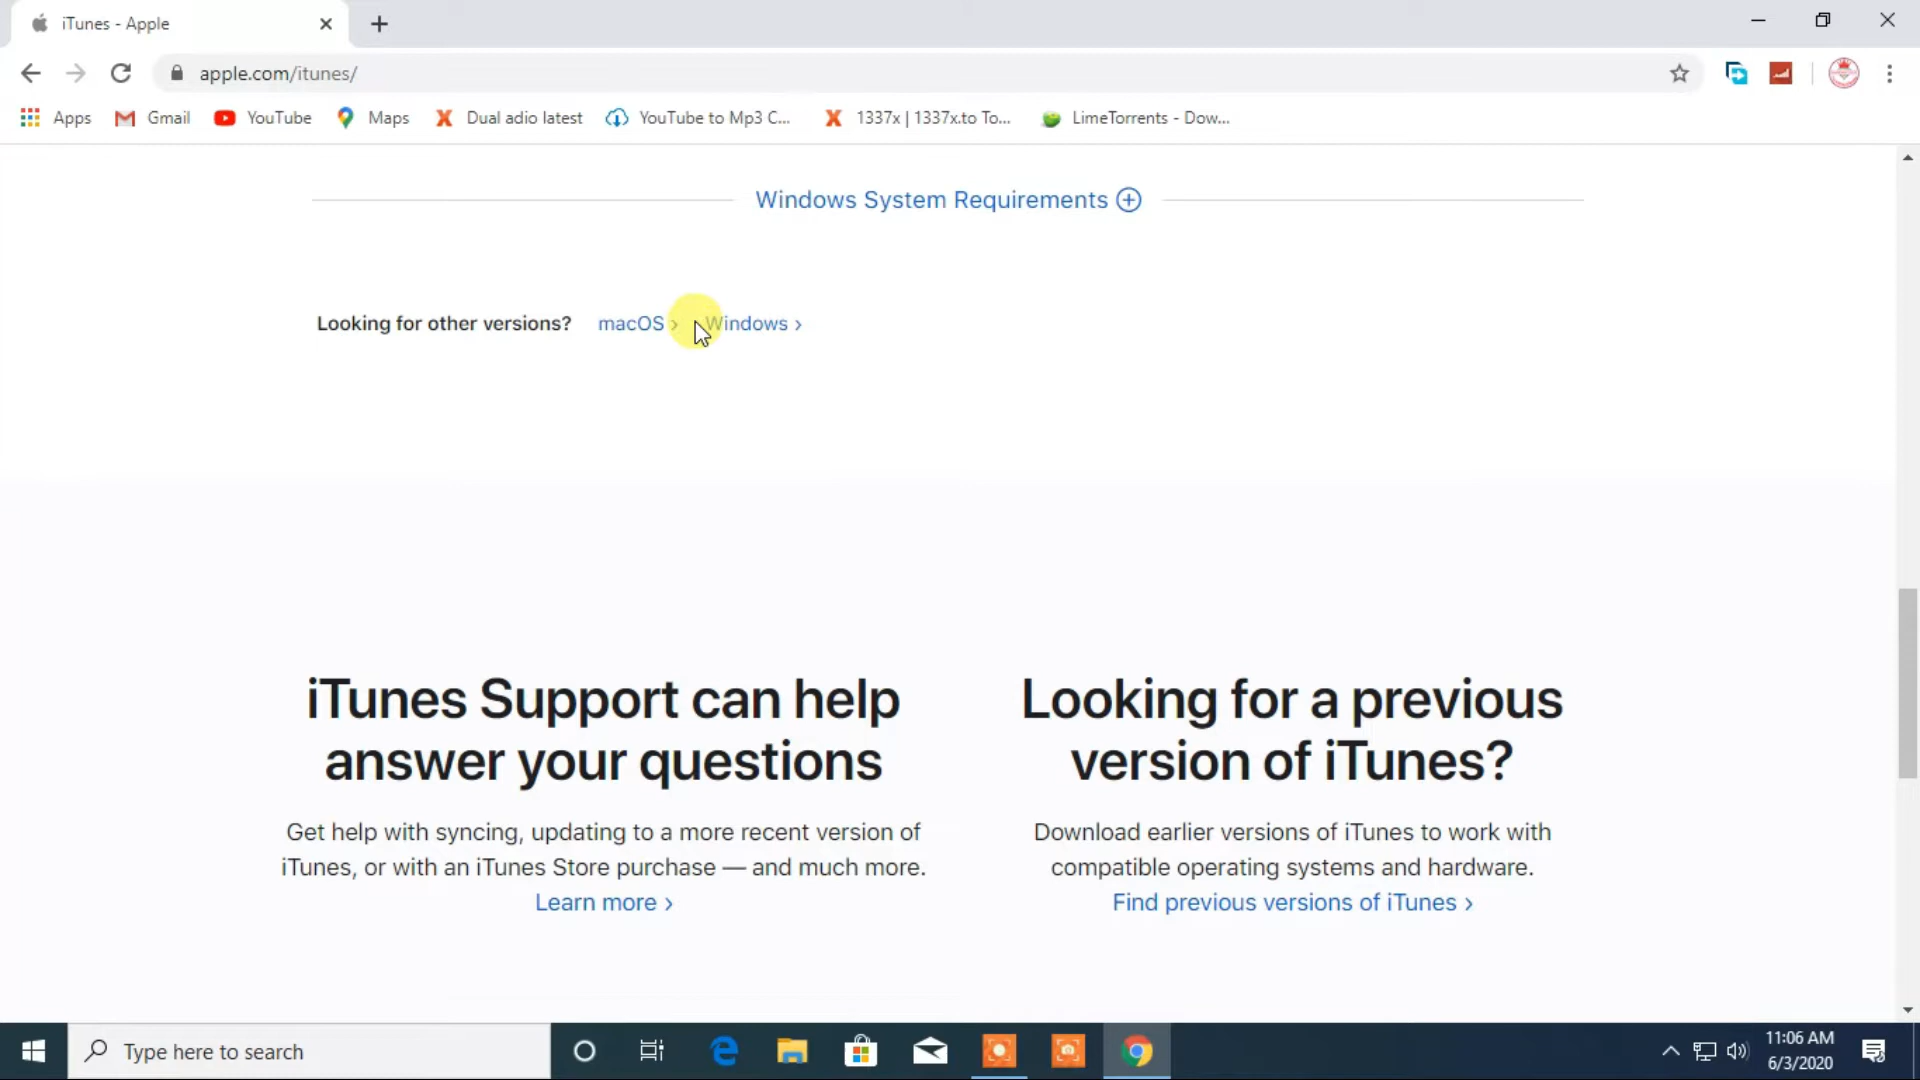 iTunes - Apple
apple.com/itunes/
Apps Gmail YouTube Maps Dual adio latest YouTube to Mp3 C... 1337x | 1337x.to To... LimeTorrents - Dow...
Windows System Requirements
Looking for other versions? macOS › Windows ›
iTunes Support can help
answer your questions
Get help with syncing, updating to a more recent version of
iTunes, or with an iTunes Store purchase — and much more.
Learn more ›
Looking for a previous
version of iTunes?
Download earlier versions of iTunes to work with
compatible operating systems and hardware.
Find previous versions of iTunes ›
Type here to search
11:06 AM
6/3/2020